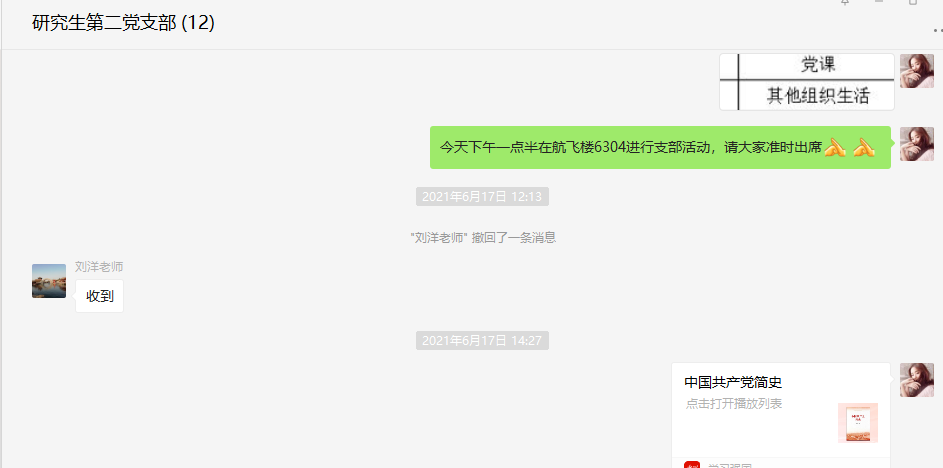 研究生第二党支部 (12)
党课
其他组织生活
今天下午一点半在航飞楼6304进行支部活动，请大家准时出席
2021年6月17日 12:13
"刘洋老师" 撤回了一条消息
刘洋老师
收到
2021年6月17日 14:27
中国共产党简史
点击打开播放列表
学习强国